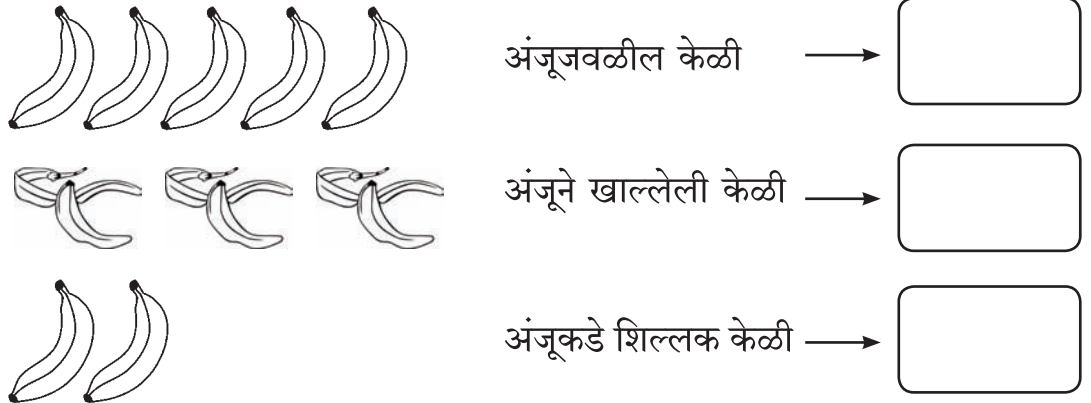 अंजूजवळील केळी
अंजूने खाल्लेली केळी
अंजूकडे शिल्लक केळी